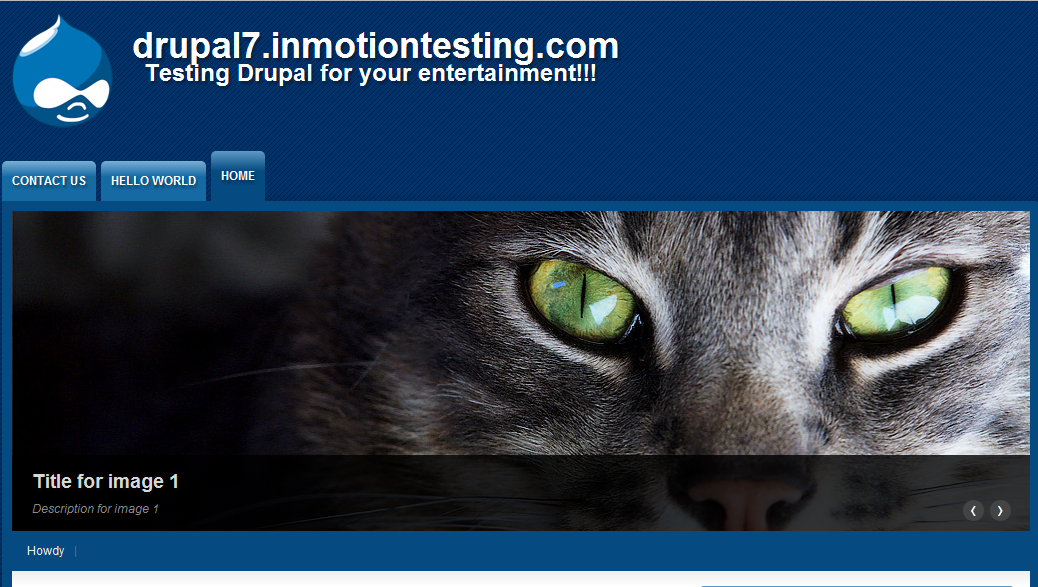 drupal7.inmotiontesting.com
Testing Drupal for your entertainment!!!
CONTACT US
HELLO WORLD
HOME
Title for image 1
Description for image 1
Howdy